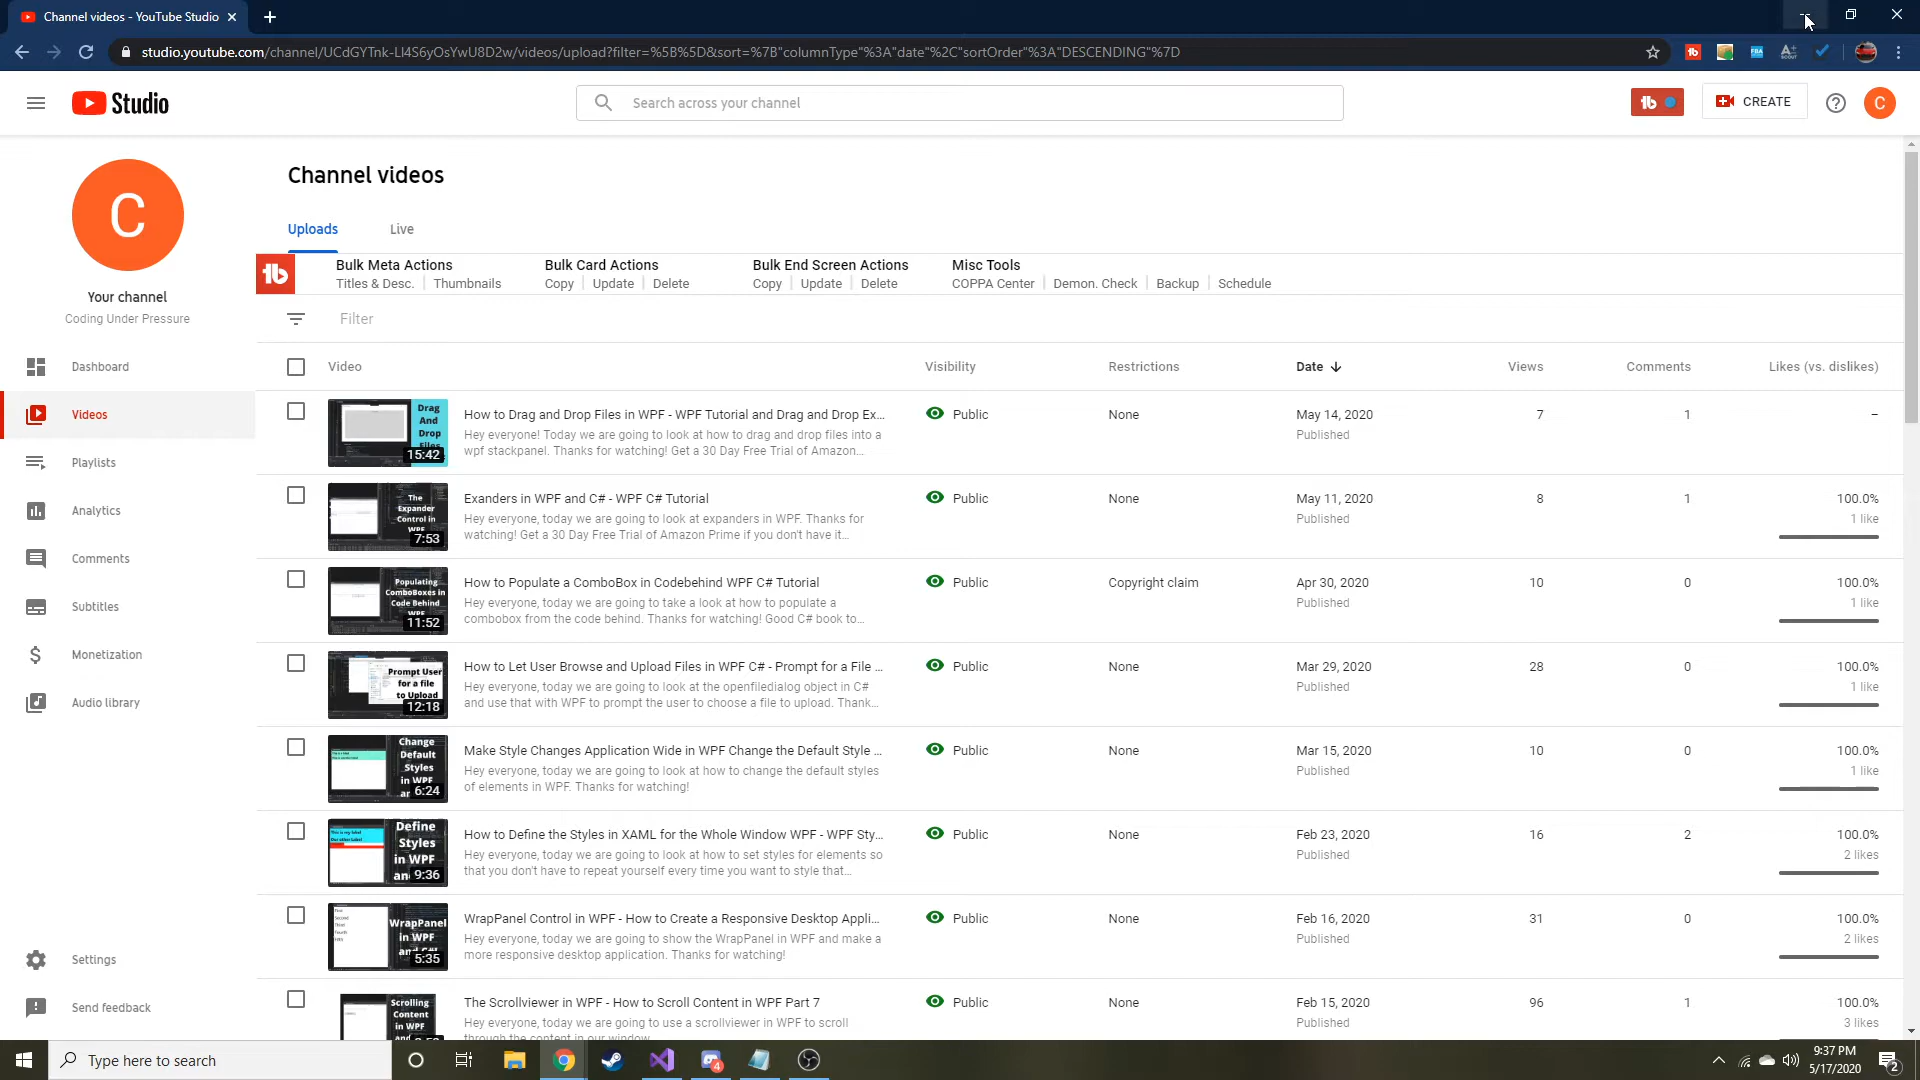 Channel videos - YouTube Studio
studio.youtube.com/channel/UCdGYTnk-LI4S6yOsYwU8D2w/videos/upload?filter=%5B%5D&sort=%7B"columnType"%3A"date"%2C"sortOrder"%3A"DESCENDING"%7D
Studio
Search across your channel
CREATE
C
C
Your channel
Coding Under Pressure
Dashboard
Videos
Playlists
Analytics
Comments
Subtitles
Monetization
Audio library
Settings
Send feedback
Channel videos
Uploads Live
Bulk Meta Actions Bulk Card Actions Bulk End Screen Actions Misc Tools
Titles & Desc. Thumbnails Copy Update Delete Copy Update Delete COPPA Center Demon. Check Backup Schedule
Filter
Video Visibility Restrictions Date Views Comments Likes (vs. dislikes)
Drag And Drop Files 15:42
How to Drag and Drop Files in WPF - WPF Tutorial and Drag and Drop Ex... Public None May 14, 2020 7 1 –
Hey everyone! Today we are going to look at how to drag and drop files into a Published
wpf stackpanel. Thanks for watching! Get a 30 Day Free Trial of Amazon...
The Expander Control in WPF 7:53
Exanders in WPF and C# - WPF C# Tutorial Public None May 11, 2020 8 1 100.0%
Hey everyone, today we are going to look at expanders in WPF. Thanks for Published 1 like
watching! Get a 30 Day Free Trial of Amazon Prime if you don't have it...
Populating ComboBoxes in Code Behind WPF 11:52
How to Populate a ComboBox in Codebehind WPF C# Tutorial Public Copyright claim Apr 30, 2020 10 0 100.0%
Hey everyone, today we are going to take a look at how to populate a Published 1 like
combobox from the code behind. Thanks for watching! Good C# book to...
Prompt User for a file to Upload 12:18
How to Let User Browse and Upload Files in WPF C# - Prompt for a File ... Public None Mar 29, 2020 28 0 100.0%
Hey everyone, today we are going to look at the openfiledialog object in C# Published 1 like
and use that with WPF to prompt the user to choose a file to upload. Thank...
Change Default Styles in WPF 6:24
Make Style Changes Application Wide in WPF Change the Default Style ... Public None Mar 15, 2020 10 0 100.0%
Hey everyone, today we are going to look at how to change the default styles Published 1 like
of elements in WPF. Thanks for watching!
Define Styles in WPF 9:36
How to Define the Styles in XAML for the Whole Window WPF - WPF Sty... Public None Feb 23, 2020 16 2 100.0%
Hey everyone, today we are going to look at how to set styles for elements so Published 2 likes
that you don't have to repeat yourself every time you want to style that...
WrapPanel in WPF and C# 5:35
WrapPanel Control in WPF - How to Create a Responsive Desktop Appli... Public None Feb 16, 2020 31 0 100.0%
Hey everyone, today we are going to show the WrapPanel in WPF and make a Published 2 likes
more responsive desktop application. Thanks for watching!
Scrolling Content in WPF
The Scrollviewer in WPF - How to Scroll Content in WPF Part 7 Public None Feb 15, 2020 96 1 100.0%
Hey everyone, today we are going to use a scrollviewer in WPF to scroll Published 3 likes
through the content in our window
Type here to search
4
9:37 PM
5/17/2020
2